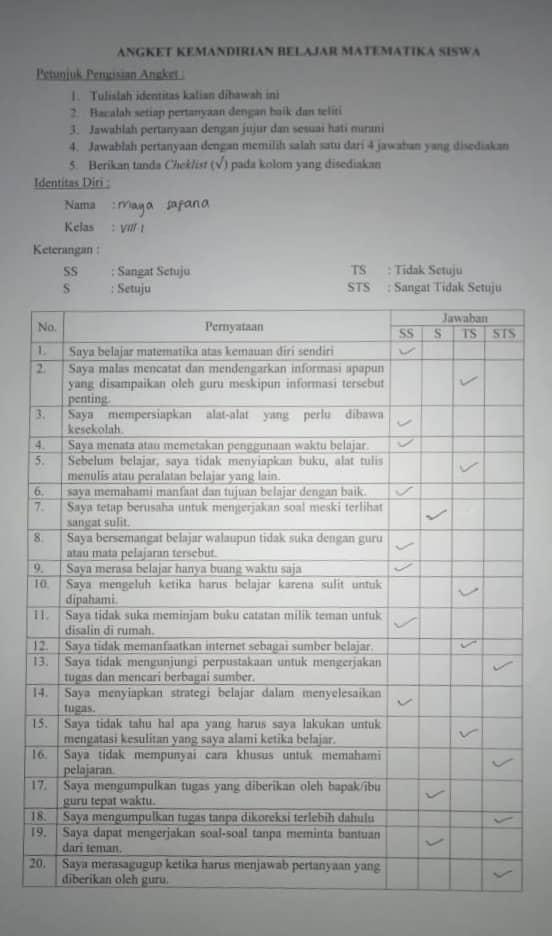 ANGKET KEMANDIRIAN BELAJAR MATEMATIKA SISWA
Petunjuk Pengisian Angket :
1. Tulislah identitas kalian dibawah ini
2. Bacalah setiap pertanyaan dengan baik dan teliti
3. Jawablah pertanyaan dengan jujur dan sesuai hati nurani
4. Jawablah pertanyaan dengan memilih salah satu dari 4 jawaban yang disediakan
5. Berikan tanda Cheklist (√) pada kolom yang disediakan
Identitas Diri :
Nama : maya safana
Kelas : VIII 1
Keterangan :
SS : Sangat Setuju TS : Tidak Setuju
S : Setuju STS : Sangat Tidak Setuju
No. Pernyataan Jawaban
SS S TS STS
1. Saya belajar matematika atas kemauan diri sendiri ✓
2. Saya malas mencatat dan mendengarkan informasi apapun
yang disampaikan oleh guru meskipun informasi tersebut ✓
penting.
3. Saya mempersiapkan alat-alat yang perlu dibawa
kesekolah. ✓
4. Saya menata atau memetakan penggunaan waktu belajar. ✓
5. Sebelum belajar, saya tidak menyiapkan buku, alat tulis
menulis atau peralatan belajar yang lain. ✓
6. saya memahami manfaat dan tujuan belajar dengan baik. ✓
7. Saya tetap berusaha untuk mengerjakan soal meski terlihat
sangat sulit. ✓
8. Saya bersemangat belajar walaupun tidak suka dengan guru
atau mata pelajaran tersebut. ✓
9. Saya merasa belajar hanya buang waktu saja ✓
10. Saya mengeluh ketika harus belajar karena sulit untuk
dipahami. ✓
11. Saya tidak suka meminjam buku catatan milik teman untuk
disalin di rumah. ✓
12. Saya tidak memanfaatkan internet sebagai sumber belajar. ✓
13. Saya tidak mengunjungi perpustakaan untuk mengerjakan
tugas dan mencari berbagai sumber. ✓
14. Saya menyiapkan strategi belajar dalam menyelesaikan
tugas. ✓
15. Saya tidak tahu hal apa yang harus saya lakukan untuk
mengatasi kesulitan yang saya alami ketika belajar. ✓
16. Saya tidak mempunyai cara khusus untuk memahami
pelajaran. ✓
17. Saya mengumpulkan tugas yang diberikan oleh bapak/ibu
guru tepat waktu. ✓
18. Saya mengumpulkan tugas tanpa dikoreksi terlebih dahulu ✓
19. Saya dapat mengerjakan soal-soal tanpa meminta bantuan
dari teman. ✓
20. Saya merasagugup ketika harus menjawab pertanyaan yang
diberikan oleh guru. ✓